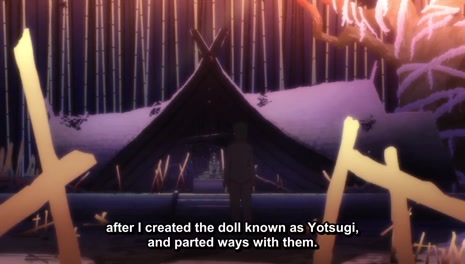 after I created the doll known as Yotsugi,
and parted ways with them.